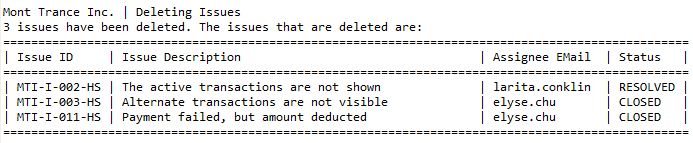 Mont Trance Inc. | Deleting Issues
3 issues have been deleted. The issues that are deleted are:
==========================================================================================
| Issue ID     | Issue Description                              | Assignee EMail | Status   |
==========================================================================================
| MTI-I-002-HS | The active transactions are not shown          | larita.conklin | RESOLVED |
| MTI-I-003-HS | Alternate transactions are not visible         | elyse.chu      | CLOSED   |
| MTI-I-011-HS | Payment failed, but amount deducted            | elyse.chu      | CLOSED   |
==========================================================================================